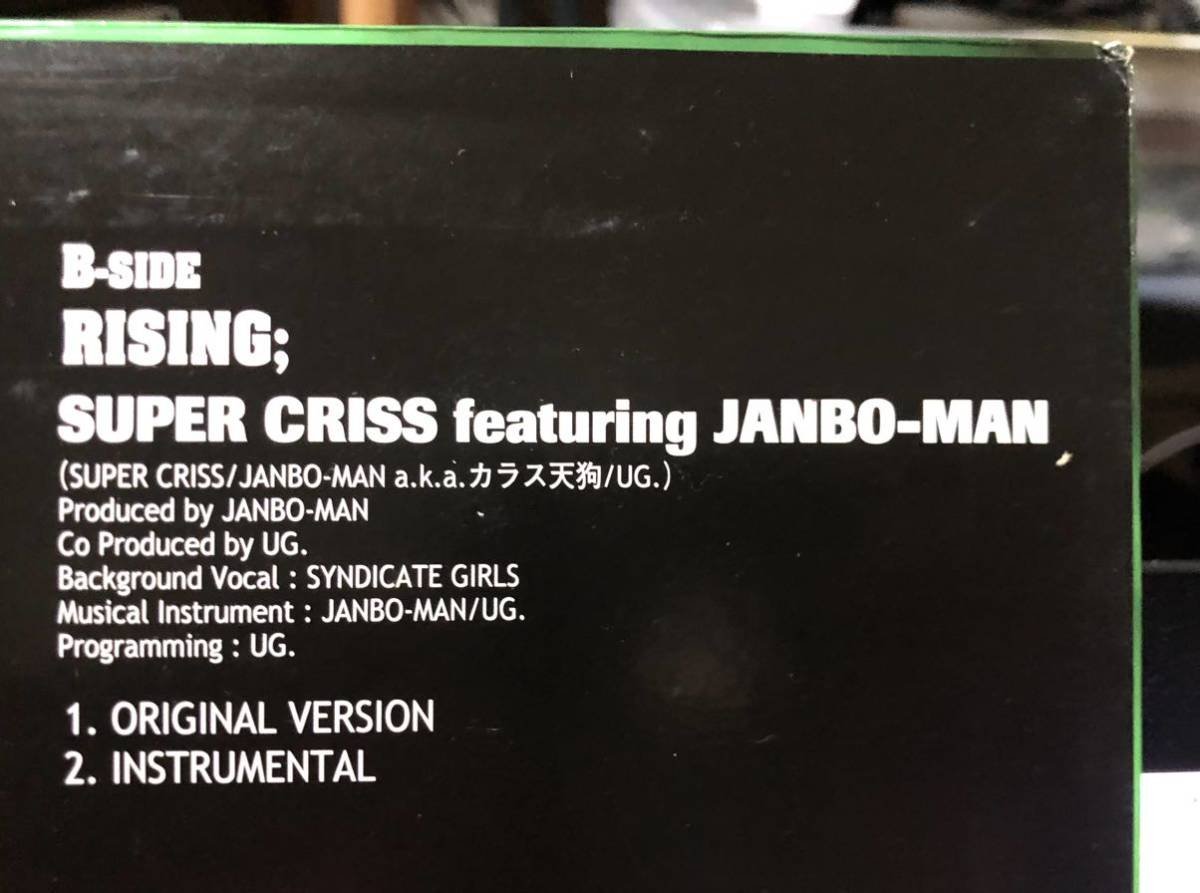 B-SIDE
RISING;
SUPER CRISS featuring JANBO-MAN
(SUPER CRISS/JANBO-MAN a.k.a.カラス天狗/UG.)
Produced by JANBO-MAN
Co Produced by UG.
Background Vocal : SYNDICATE GIRLS
Musical Instrument : JANBO-MAN/UG.
Programming : UG.
1. ORIGINAL VERSION
2. INSTRUMENTAL